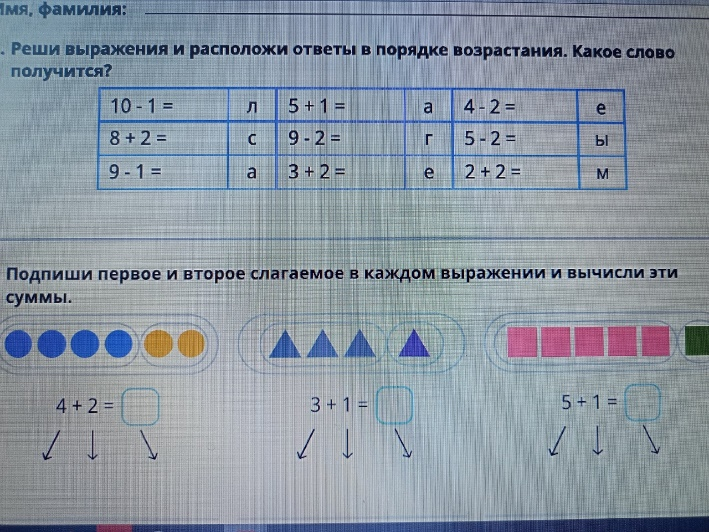 Имя, фамилия:
. Реши выражения и расположи ответы в порядке возрастания. Какое слово
получится?
10 - 1 = л 5 + 1 = а 4 - 2 = е
8 + 2 = с 9 - 2 = г 5 - 2 = ы
9 - 1 = а 3 + 2 = е 2 + 2 = м
Подпиши первое и второе слагаемое в каждом выражении и вычисли эти
суммы.
4 + 2 = 3 + 1 = 5 + 1 =